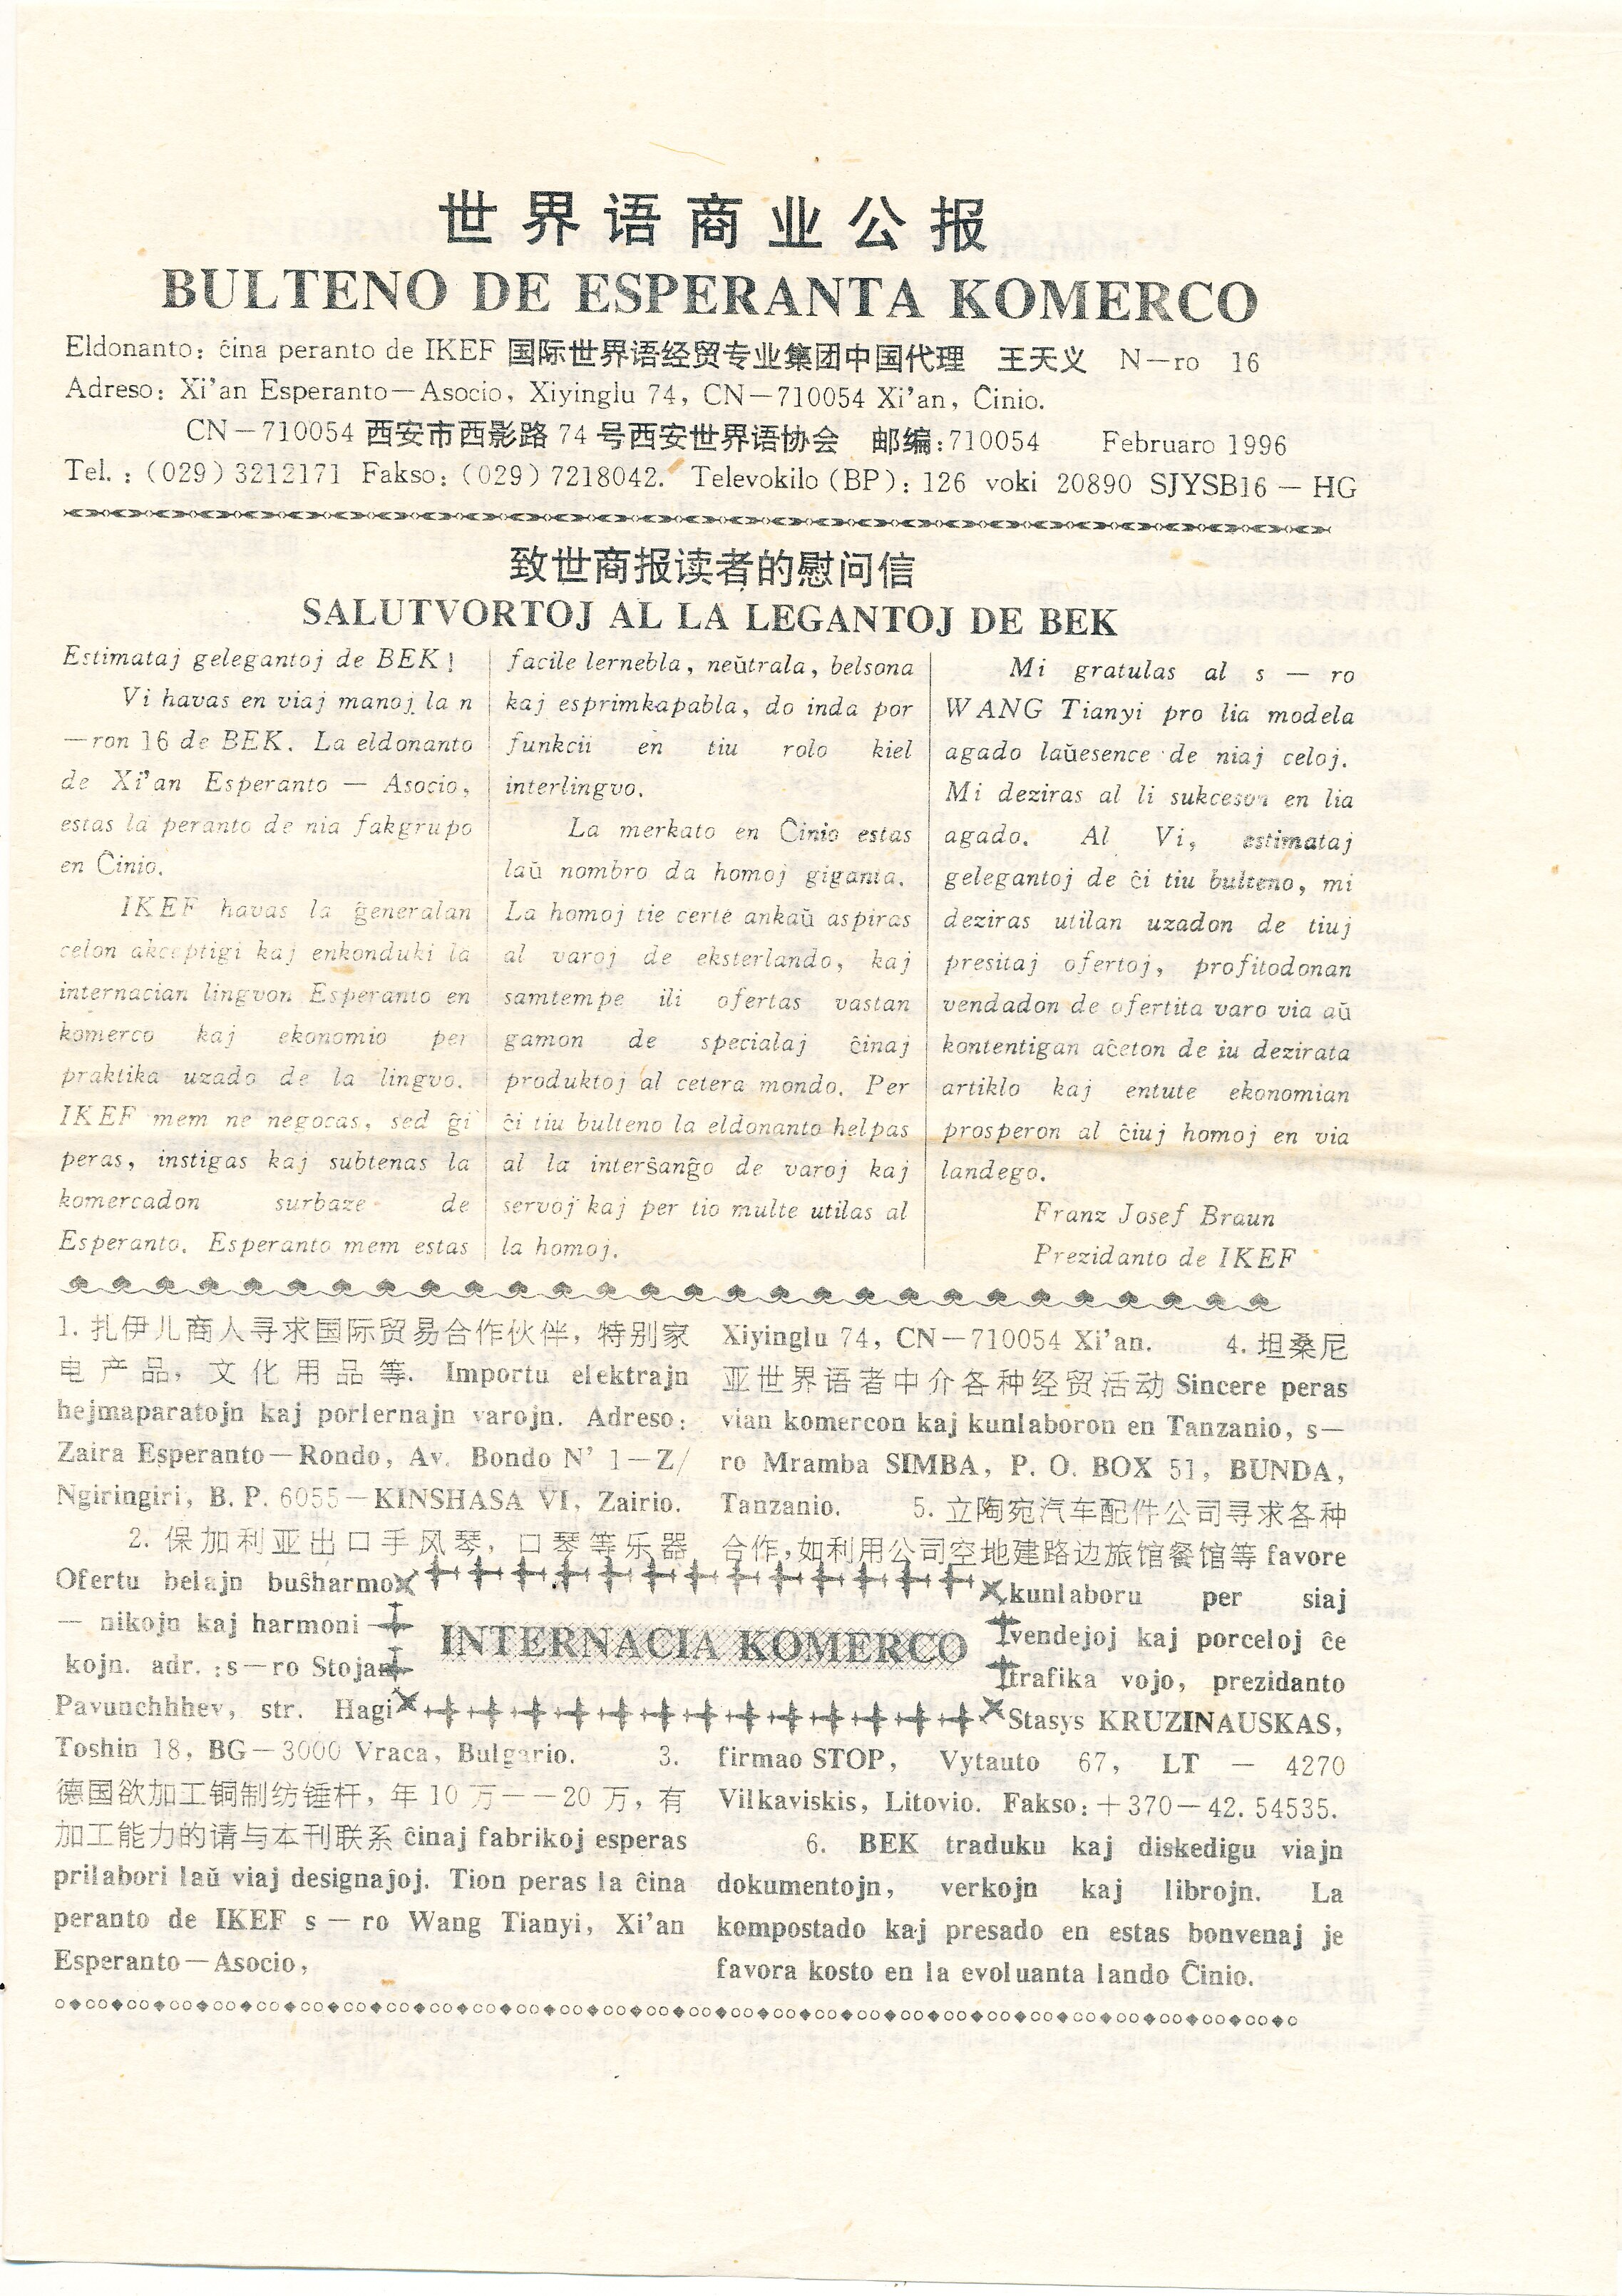 世界语商业公报
BULTENO DE ESPERANTA KOMERCO
Eldonanto: ĉina peranto de IKEF 国际世界语经贸专业集团中国代理 王天义 N－ro 16
Adreso: Xi'an Esperanto－Asocio, Xiyinglu 74, CN－710054 Xi'an, Ĉinio.
CN－710054 西安市西影路 74 号西安世界语协会 邮编:710054 Februaro 1996
Tel.: (029) 3212171 Fakso: (029) 7218042. Televokilo (BP): 126 voki 20890 SJYSB16 － HG
致世商报读者的慰问信
SALUTVORTOJ AL LA LEGANTOJ DE BEK
Estimataj gelegantoj de BEK!
Vi havas en viaj manoj la n
－ron 16 de BEK. La eldonanto
de Xi'an Esperanto － Asocio,
estas la peranto de nia fakgrupo
en Ĉinio.
IKEF havas la ĝeneralan
celon akceptigi kaj enkonduki la
internacian lingvon Esperanto en
komerco kaj ekonomio per
praktika uzado de la lingvo.
IKEF mem ne negocas, sed ĝi
peras, instigas kaj subtenas la
komercadon surbaze de
Esperanto. Esperanto mem estas
facile lernebla, neŭtrala, belsona
kaj esprimkapabla, do inda por
funkcii en tiu rolo kiel
interlingvo.
La merkato en Ĉinio estas
laŭ nombro da homoj giganta.
La homoj tie certe ankaŭ aspiras
al varoj de eksterlando, kaj
samtempe ili ofertas vastan
gamon de specialaj ĉinaj
produktoj al cetera mondo. Per
ĉi tiu bulteno la eldonanto helpas
al la interŝanĝo de varoj kaj
servoj kaj per tio multe utilas al
la homoj.
Mi gratulas al s － ro
WANG Tianyi pro lia modela
agado laŭesence de niaj celoj.
Mi deziras al li sukceson en lia
agado. Al Vi, estimataj
gelegantoj de ĉi tiu bulteno, mi
deziras utilan uzadon de tiuj
presitaj ofertoj, profitodonan
vendadon de ofertita varo via aŭ
kontentigan aĉeton de iu dezirata
artiklo kaj entute ekonomian
prosperon al ĉiuj homoj en via
landego.
Franz Josef Braun
Prezidanto de IKEF
1. 扎伊儿商人寻求国际贸易合作伙伴, 特别家
电产品, 文化用品等. Importu elektrajn
hejmaparatojn kaj porlernajn varojn. Adreso:
Zaira Esperanto－Rondo, Av. Bondo N' 1－Z/
Ngiringiri, B. P. 6055－KINSHASA VI, Zairio.
2. 保加利亚出口手风琴, 口琴等乐器
Ofertu belajn buŝharmo
－ nikojn kaj harmoni
kojn. adr. :s－ro Stojan
Pavunchhhev, str. Hagi
Toshin 18, BG－3000 Vraca, Bulgario. 3.
德国欲加工铜制纺锤杆, 年 10 万－－20 万, 有
加工能力的请与本刊联系 ĉinaj fabrikoj esperas
prilabori laŭ viaj designaĵoj. Tion peras la ĉina
peranto de IKEF s － ro Wang Tianyi, Xi'an
Esperanto－Asocio,
INTERNACIA KOMERCO
Xiyinglu 74, CN－710054 Xi'an. 4. 坦桑尼
亚世界语者中介各种经贸活动 Sincere peras
vian komercon kaj kunlaboron en Tanzanio, s－
ro Mramba SIMBA, P. O. BOX 51, BUNDA,
Tanzanio. 5. 立陶宛汽车配件公司寻求各种
合作,如利用公司空地建路边旅馆餐馆等 favore
kunlaboru per siaj
vendejoj kaj porceloj ĉe
trafika vojo, prezidanto
Stasys KRUZINAUSKAS,
firmao STOP, Vytauto 67, LT － 4270
Vilkaviskis, Litovio. Fakso:＋370－42. 54535.
6. BEK traduku kaj diskedigu viajn
dokumentojn, verkojn kaj librojn. La
kompostado kaj presado en estas bonvenaj je
favora kosto en la evoluanta lando Ĉinio.